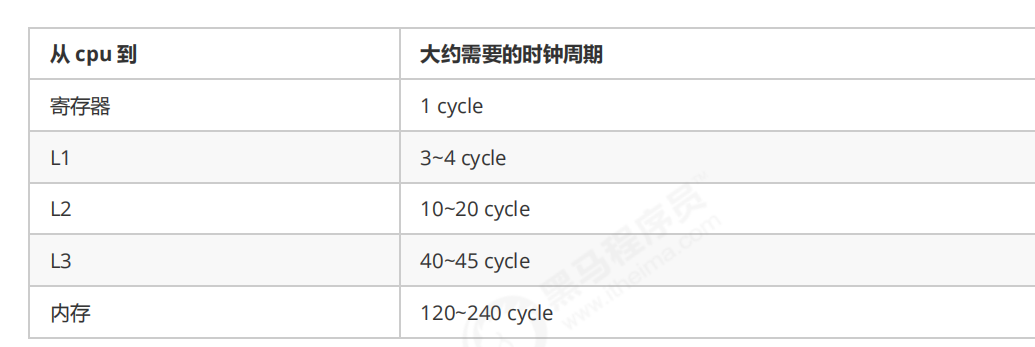 从 cpu 到 大约需要的时钟周期
寄存器 1 cycle
L1 3~4 cycle
L2 10~20 cycle
L3 40~45 cycle
内存 120~240 cycle
黑马程序员™
www.itheima.com